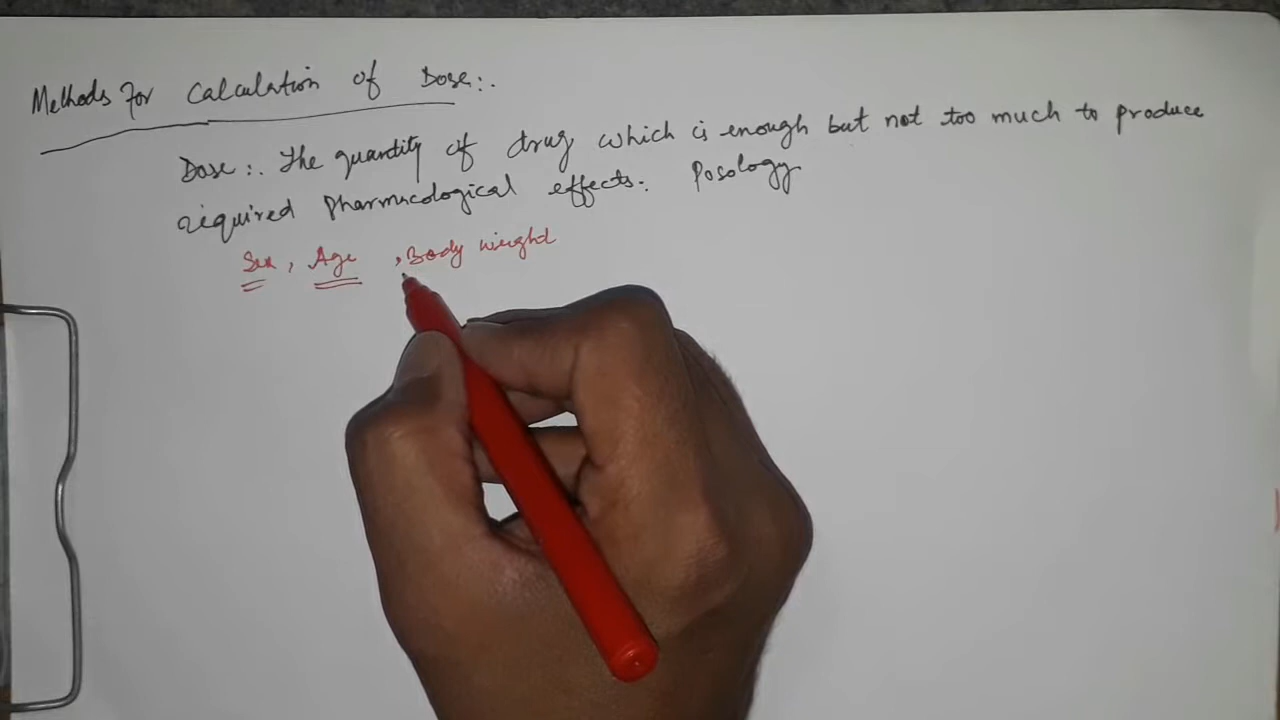 Methods For Calculation of Dose:.
Dose:. The quantity of drug which is enough but not too much to produce
required Pharmacological effects. Posology
Sex, Age, Body weight